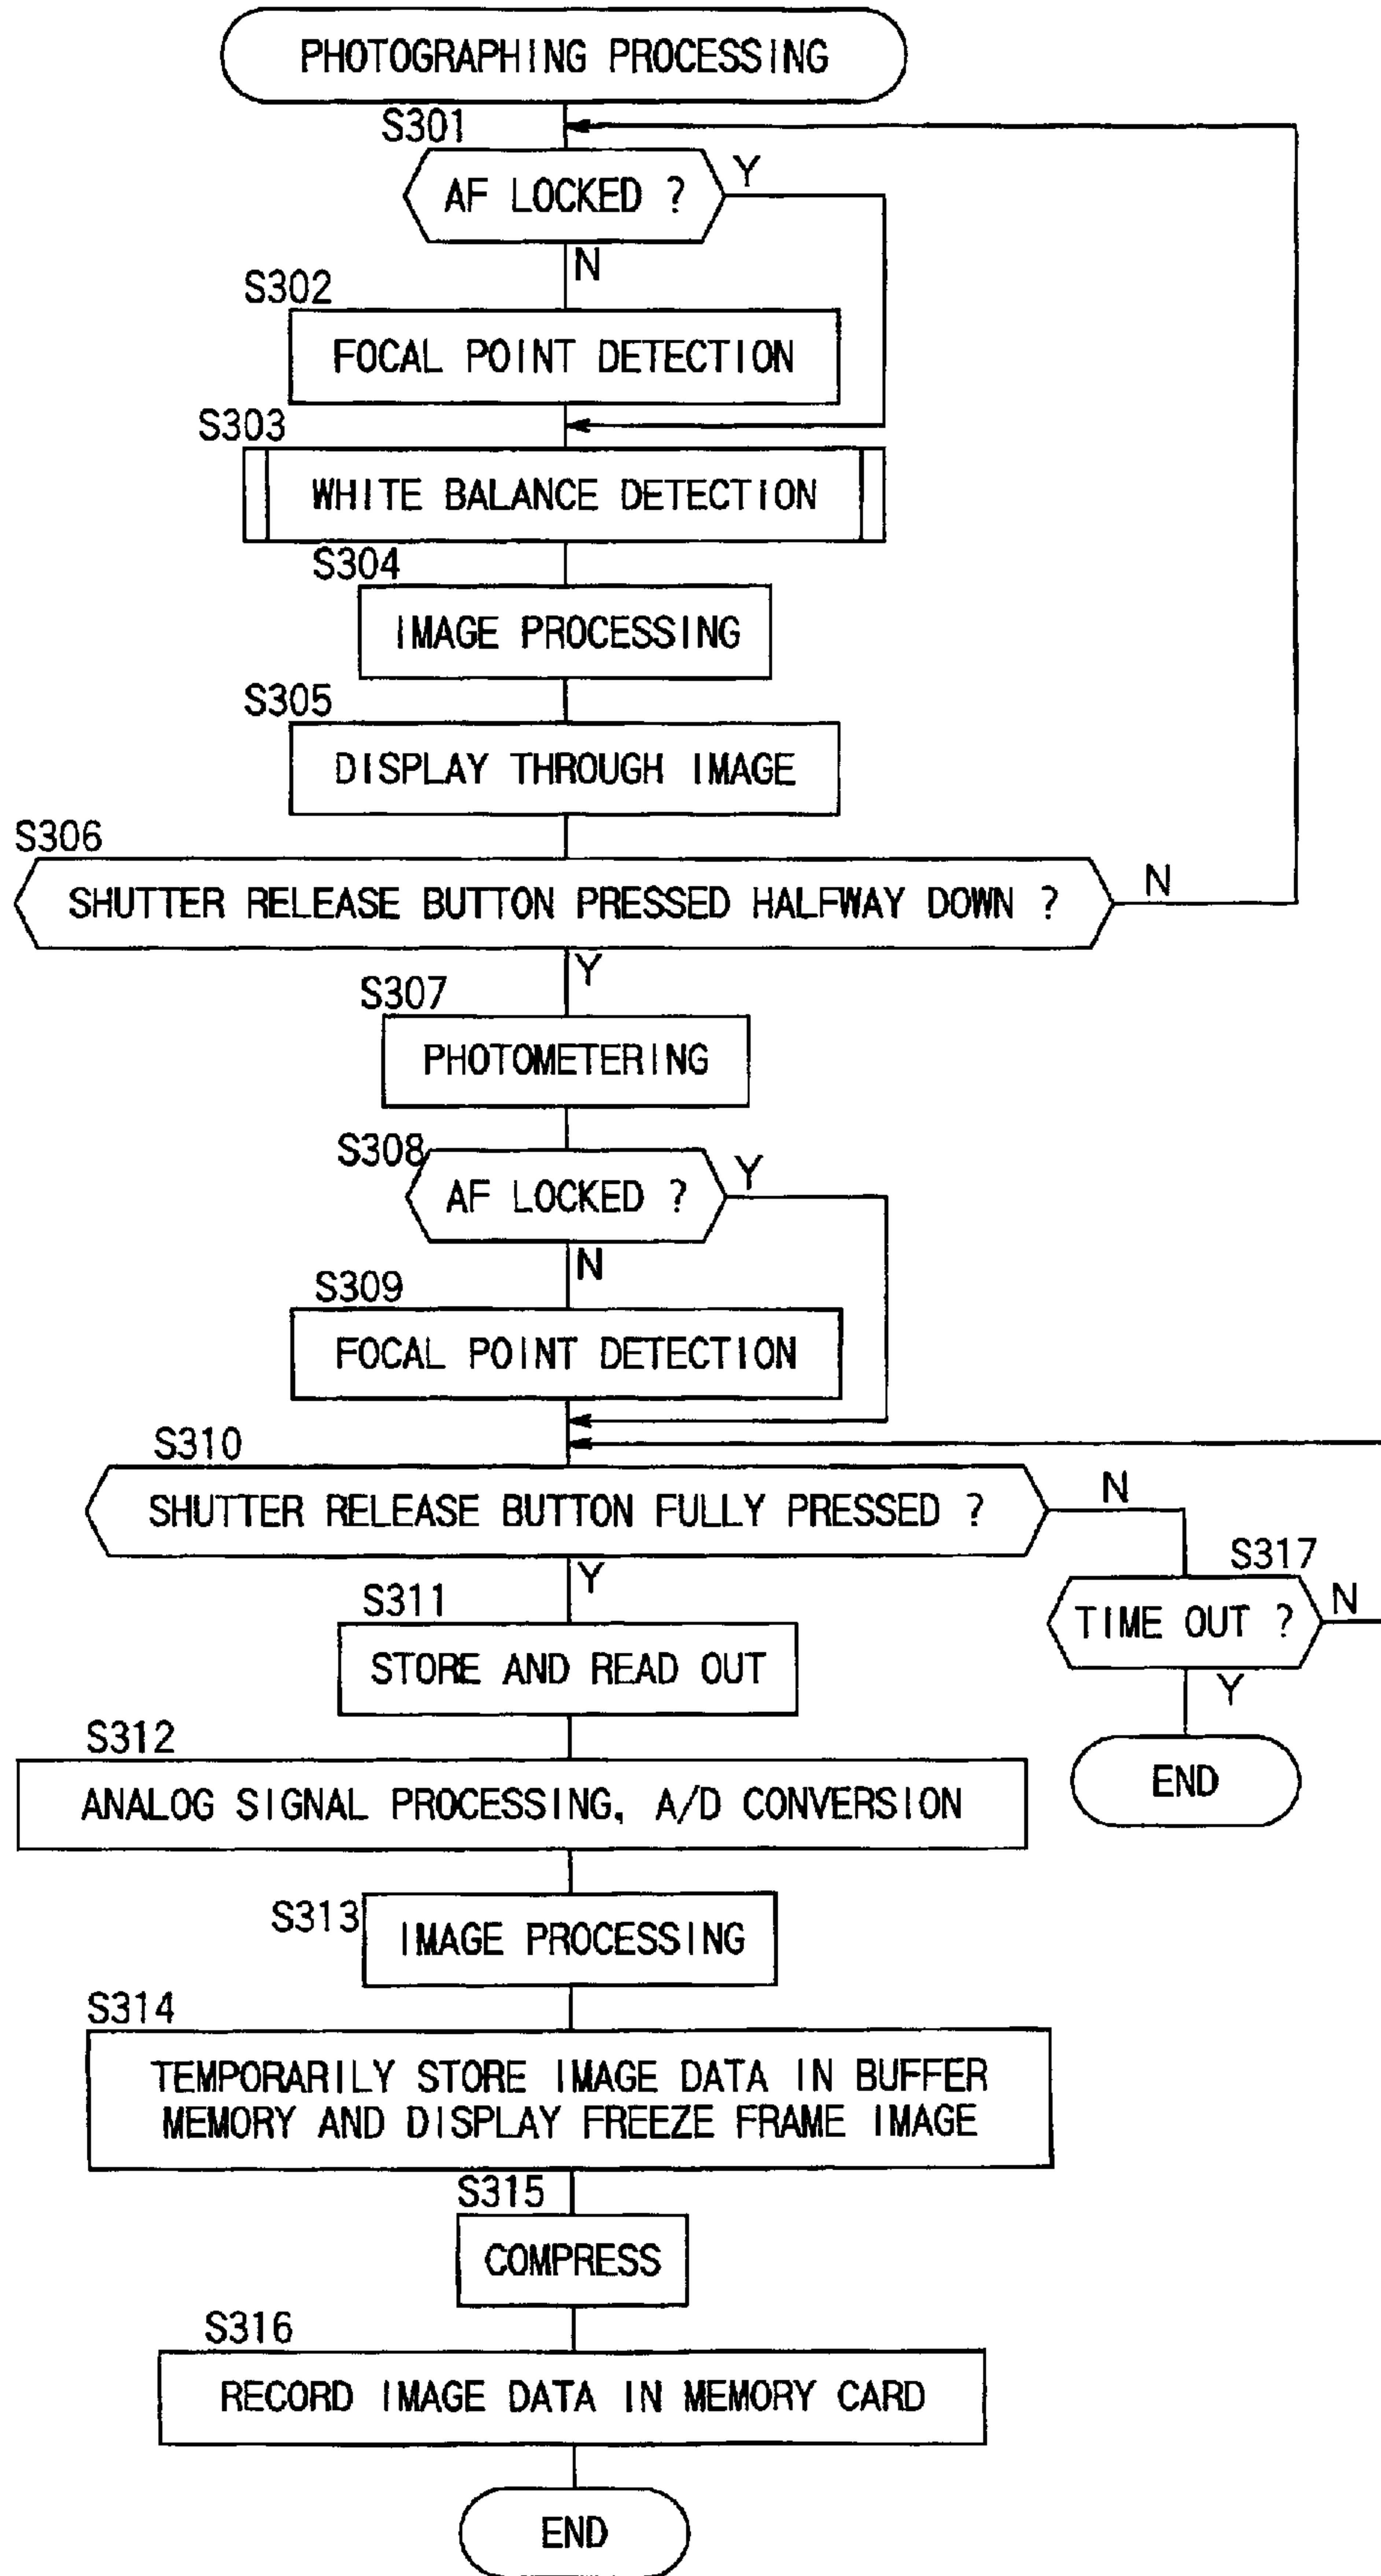 PHOTOGRAPHING PROCESSING
S301
AF LOCKED ?
Y
N
S302
FOCAL POINT DETECTION
S303
WHITE BALANCE DETECTION
S304
IMAGE PROCESSING
S305
DISPLAY THROUGH IMAGE
S306
SHUTTER RELEASE BUTTON PRESSED HALFWAY DOWN ?
N
Y
S307
PHOTOMETERING
S308
AF LOCKED ?
Y
N
S309
FOCAL POINT DETECTION
S310
SHUTTER RELEASE BUTTON FULLY PRESSED ?
N
Y
S317
TIME OUT ?
N
Y
END
S311
STORE AND READ OUT
S312
ANALOG SIGNAL PROCESSING, A/D CONVERSION
S313
IMAGE PROCESSING
S314
TEMPORARILY STORE IMAGE DATA IN BUFFER
MEMORY AND DISPLAY FREEZE FRAME IMAGE
S315
COMPRESS
S316
RECORD IMAGE DATA IN MEMORY CARD
END